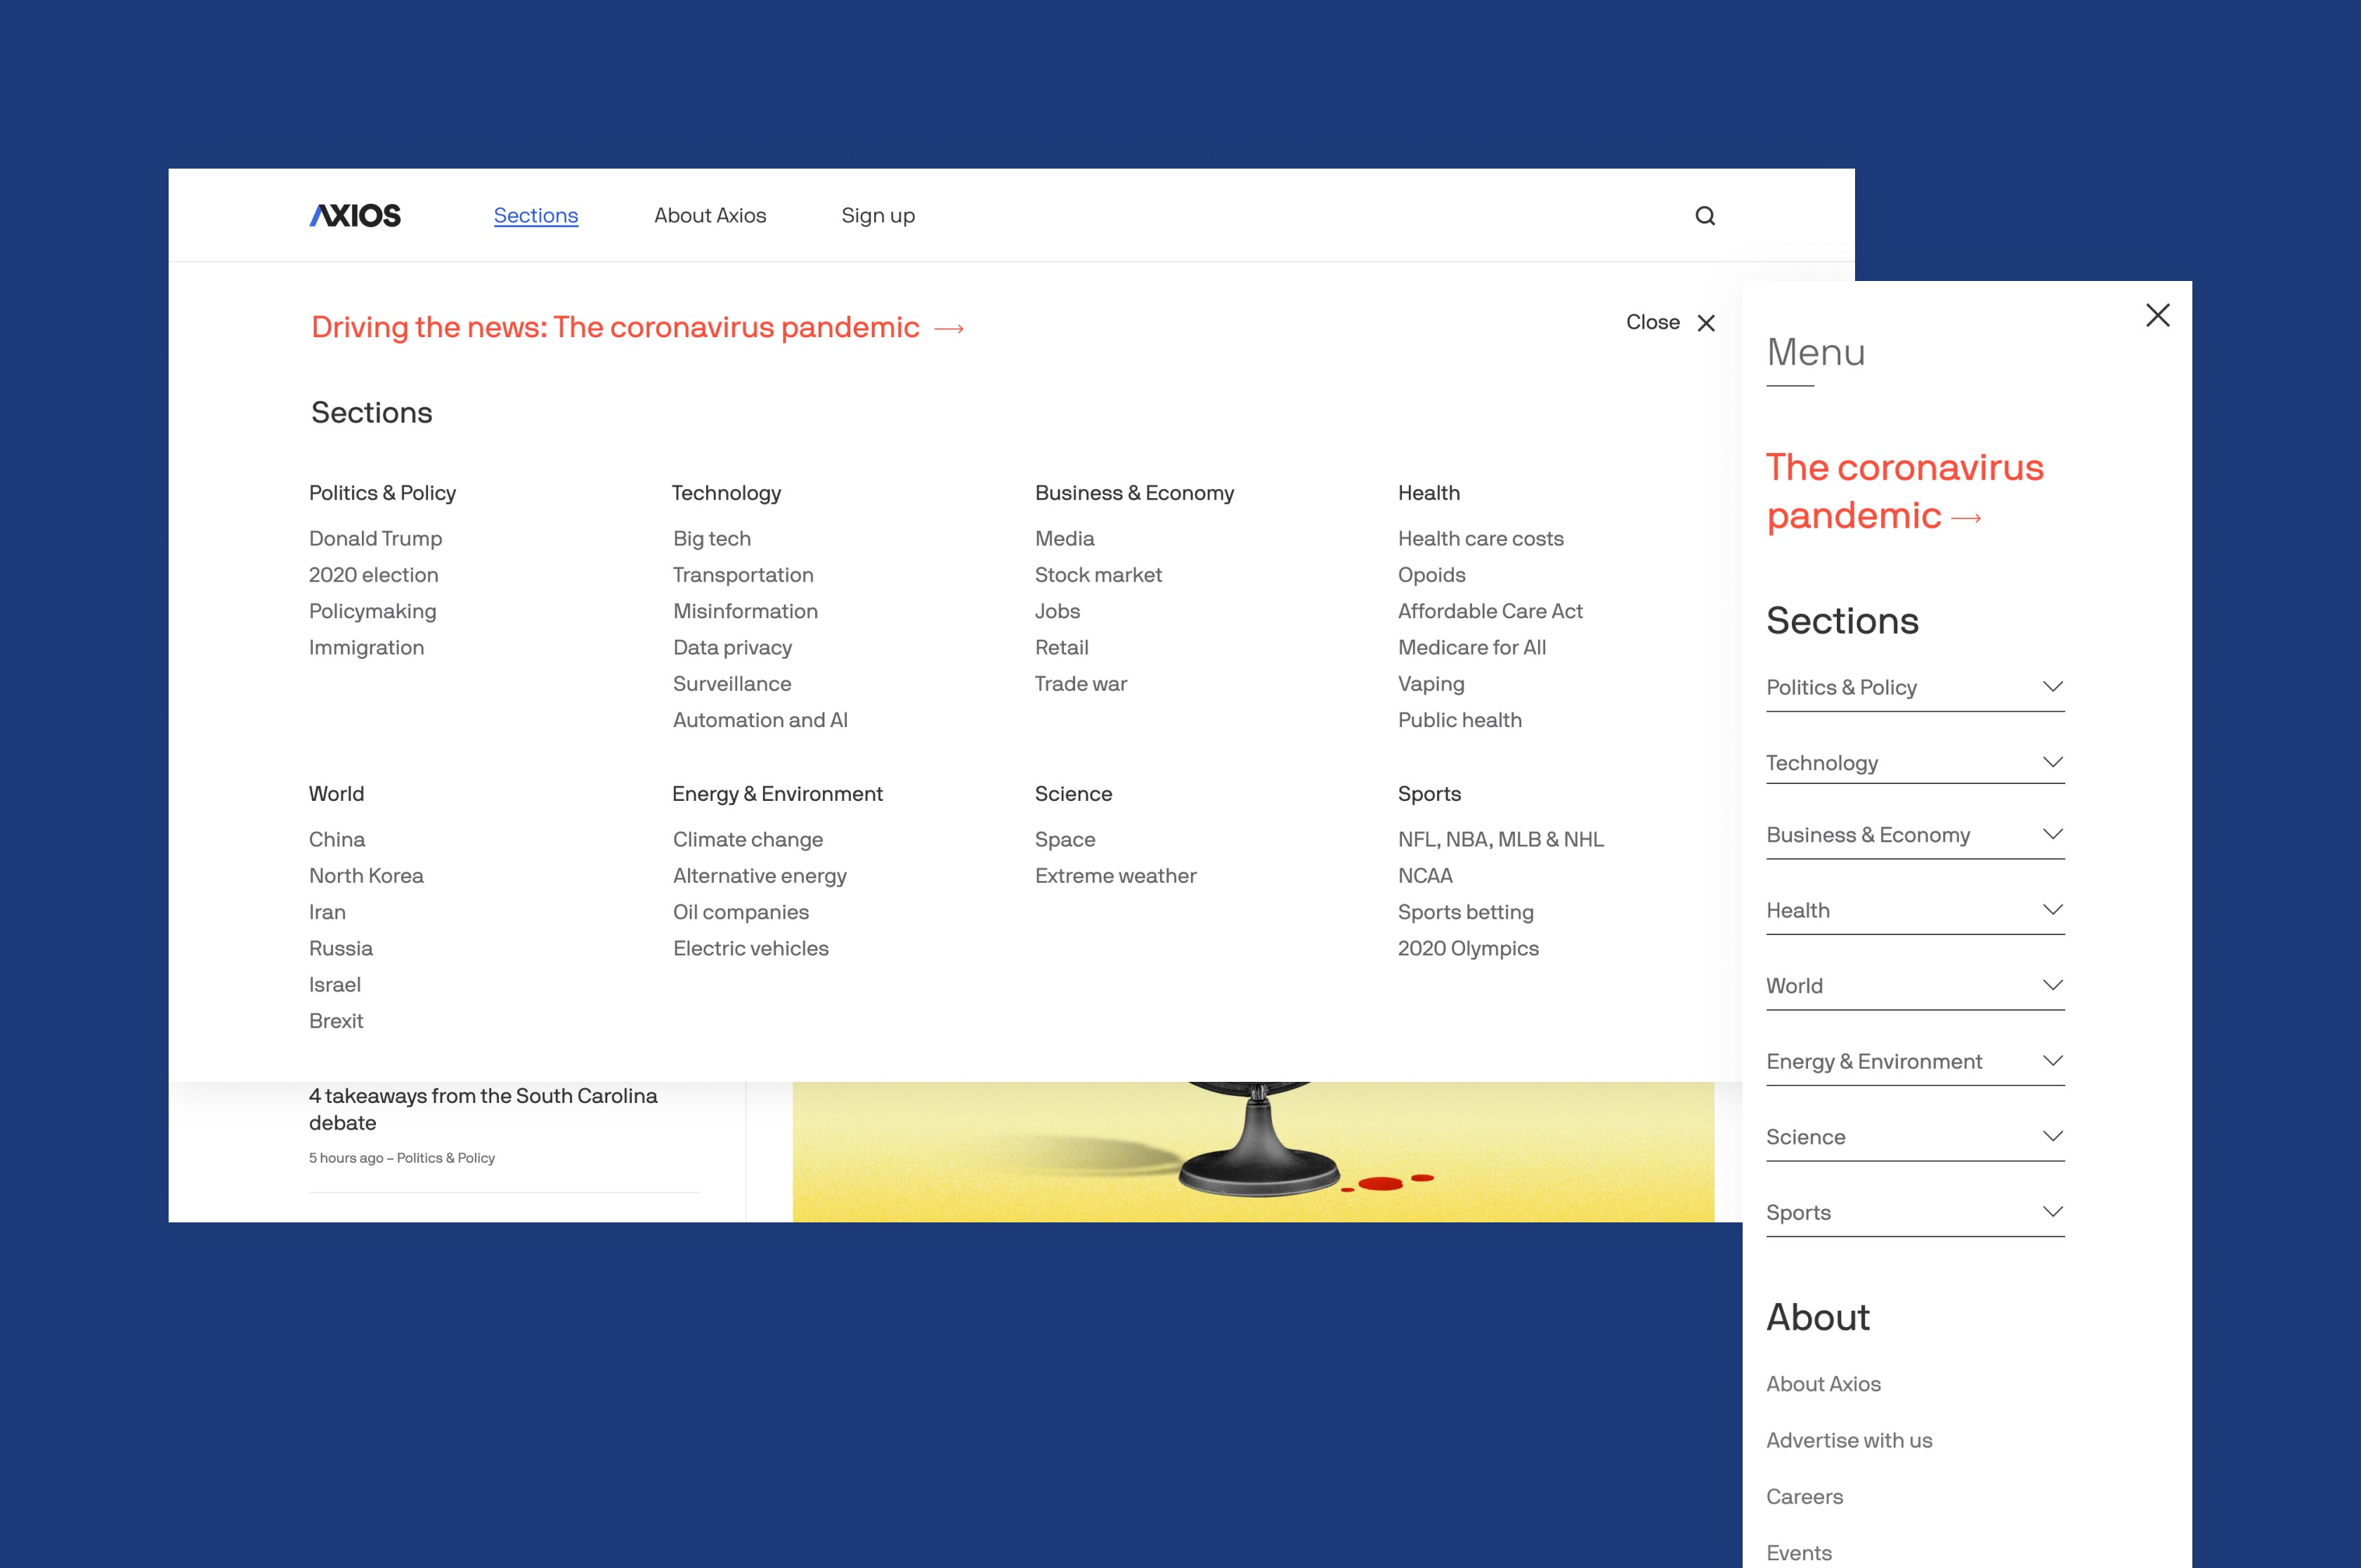 AXIOS
Sections
About Axios
Sign up
Driving the news: The coronavirus pandemic →
Close
Sections
Politics & Policy
Donald Trump
2020 election
Policymaking
Immigration
Technology
Big tech
Transportation
Misinformation
Data privacy
Surveillance
Automation and AI
Business & Economy
Media
Stock market
Jobs
Retail
Trade war
Health
Health care costs
Opoids
Affordable Care Act
Medicare for All
Vaping
Public health
World
China
North Korea
Iran
Russia
Israel
Brexit
Energy & Environment
Climate change
Alternative energy
Oil companies
Electric vehicles
Science
Space
Extreme weather
Sports
NFL, NBA, MLB & NHL
NCAA
Sports betting
2020 Olympics
4 takeaways from the South Carolina
debate
5 hours ago – Politics & Policy
Menu
The coronavirus
pandemic →
Sections
Politics & Policy
Technology
Business & Economy
Health
World
Energy & Environment
Science
Sports
About
About Axios
Advertise with us
Careers
Events